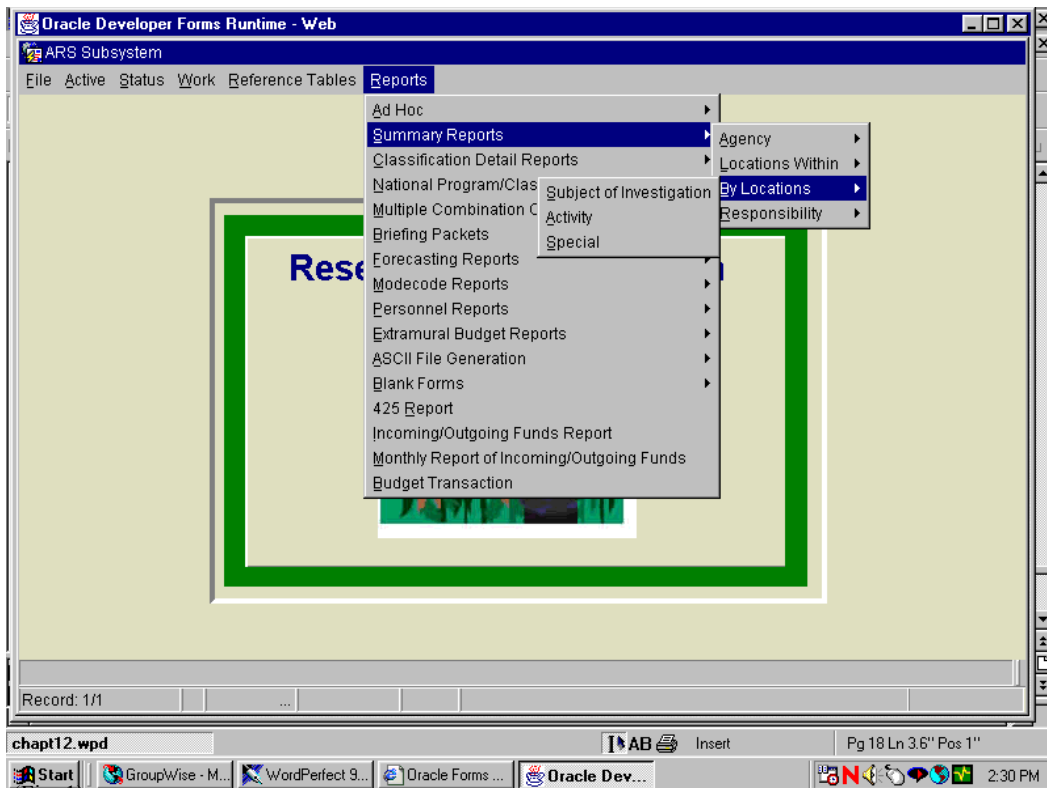 Oracle Developer Forms Runtime - Web
ARS Subsystem
File Active Status Work Reference Tables Reports
Ad Hoc
Summary Reports
Classification Detail Reports
National Program/Clas
Multiple Combination C
Briefing Packets
Forecasting Reports
Modecode Reports
Personnel Reports
Extramural Budget Reports
ASCII File Generation
Blank Forms
425 Report
Incoming/Outgoing Funds Report
Monthly Report of Incoming/Outgoing Funds
Budget Transaction
Agency
Locations Within
By Locations
Responsibility
Subject of Investigation
Activity
Special
Rese
Record: 1/1
...
chapt12.wpd
AB
Insert
Pg 18 Ln 3.6" Pos 1"
Start
GroupWise - M...
WordPerfect 9...
Oracle Forms ...
Oracle Dev...
N
2:30 PM